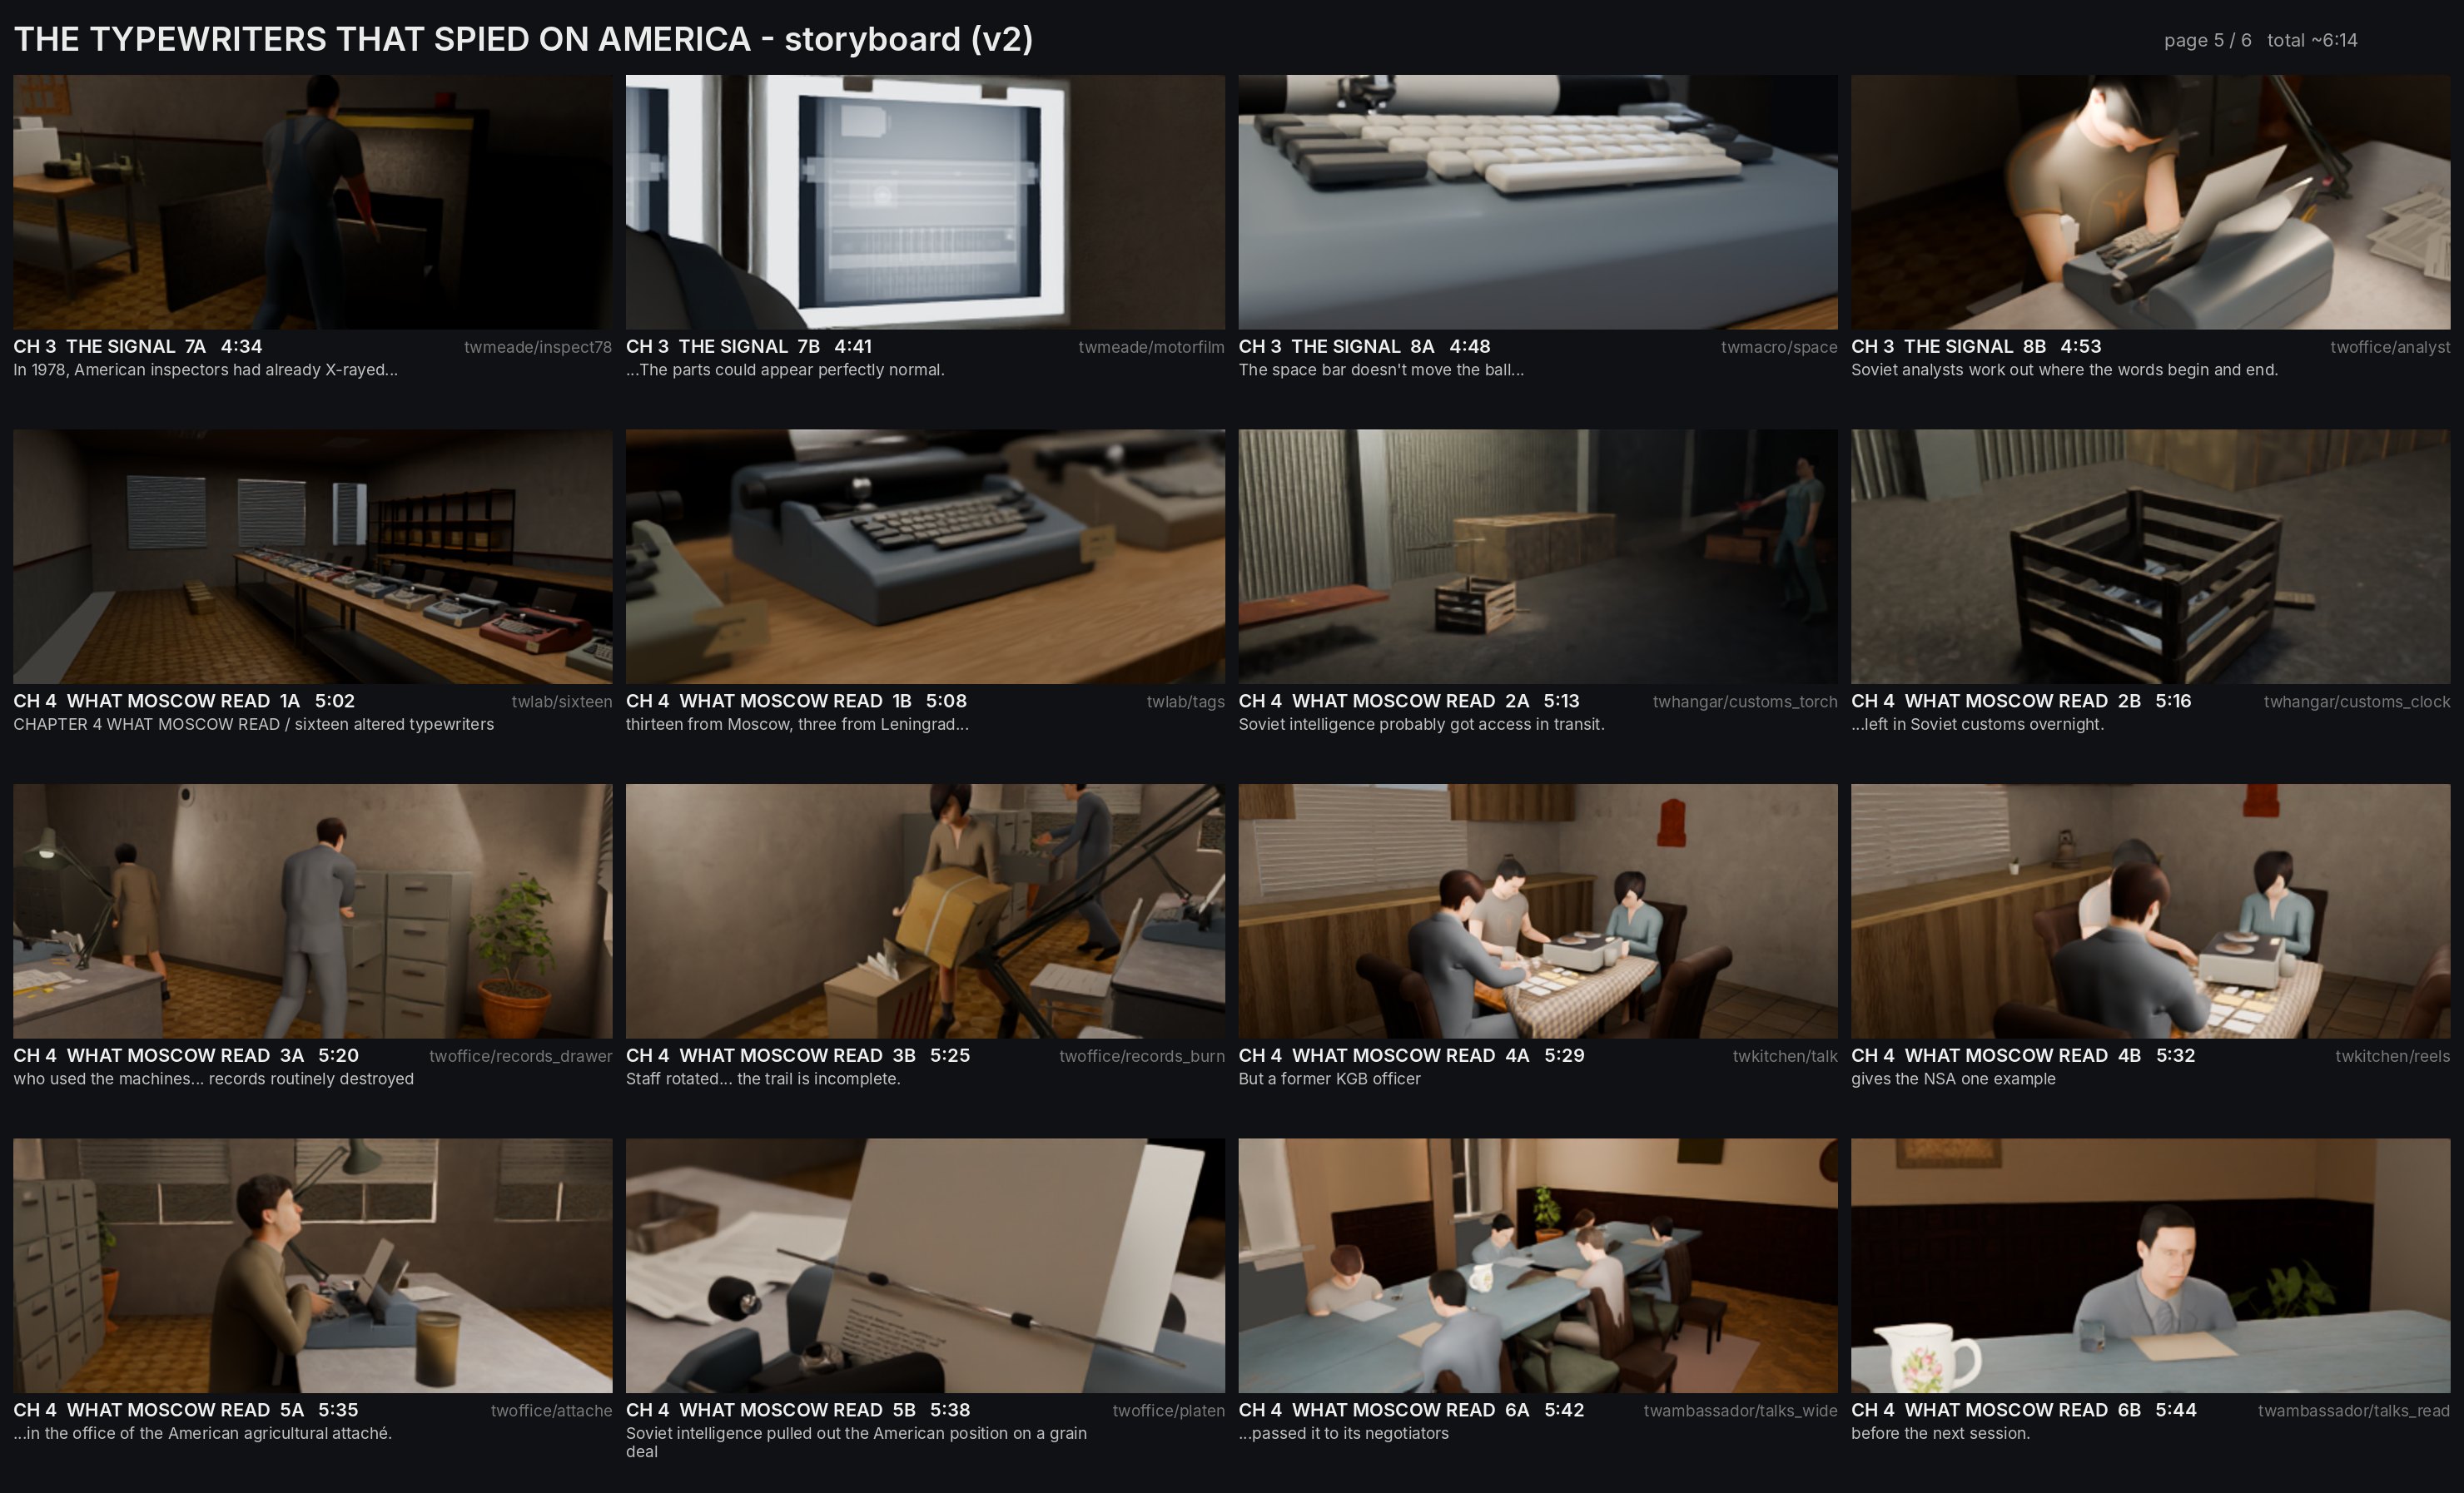 THE TYPEWRITERS THAT SPIED ON AMERICA - storyboard (v2)
page 5 / 6 total ~6:14
CH 3 THE SIGNAL 7A 4:34 twmeade/inspect78
In 1978, American inspectors had already X-rayed...
CH 3 THE SIGNAL 7B 4:41 twmeade/motorfilm
...The parts could appear perfectly normal.
CH 3 THE SIGNAL 8A 4:48 twmacro/space
The space bar doesn't move the ball...
CH 3 THE SIGNAL 8B 4:53 twoffice/analyst
Soviet analysts work out where the words begin and end.
CH 4 WHAT MOSCOW READ 1A 5:02 twlab/sixteen
CHAPTER 4 WHAT MOSCOW READ / sixteen altered typewriters
CH 4 WHAT MOSCOW READ 1B 5:08 twlab/tags
thirteen from Moscow, three from Leningrad...
CH 4 WHAT MOSCOW READ 2A 5:13 twhangar/customs_torch
Soviet intelligence probably got access in transit.
CH 4 WHAT MOSCOW READ 2B 5:16 twhangar/customs_clock
...left in Soviet customs overnight.
CH 4 WHAT MOSCOW READ 3A 5:20 twoffice/records_drawer
who used the machines... records routinely destroyed
CH 4 WHAT MOSCOW READ 3B 5:25 twoffice/records_burn
Staff rotated... the trail is incomplete.
CH 4 WHAT MOSCOW READ 4A 5:29 twkitchen/talk
But a former KGB officer
CH 4 WHAT MOSCOW READ 4B 5:32 twkitchen/reels
gives the NSA one example
CH 4 WHAT MOSCOW READ 5A 5:35 twoffice/attache
...in the office of the American agricultural attaché.
CH 4 WHAT MOSCOW READ 5B 5:38 twoffice/platen
Soviet intelligence pulled out the American position on a grain
deal
CH 4 WHAT MOSCOW READ 6A 5:42 twambassador/talks_wide
...passed it to its negotiators
CH 4 WHAT MOSCOW READ 6B 5:44 twambassador/talks_read
before the next session.